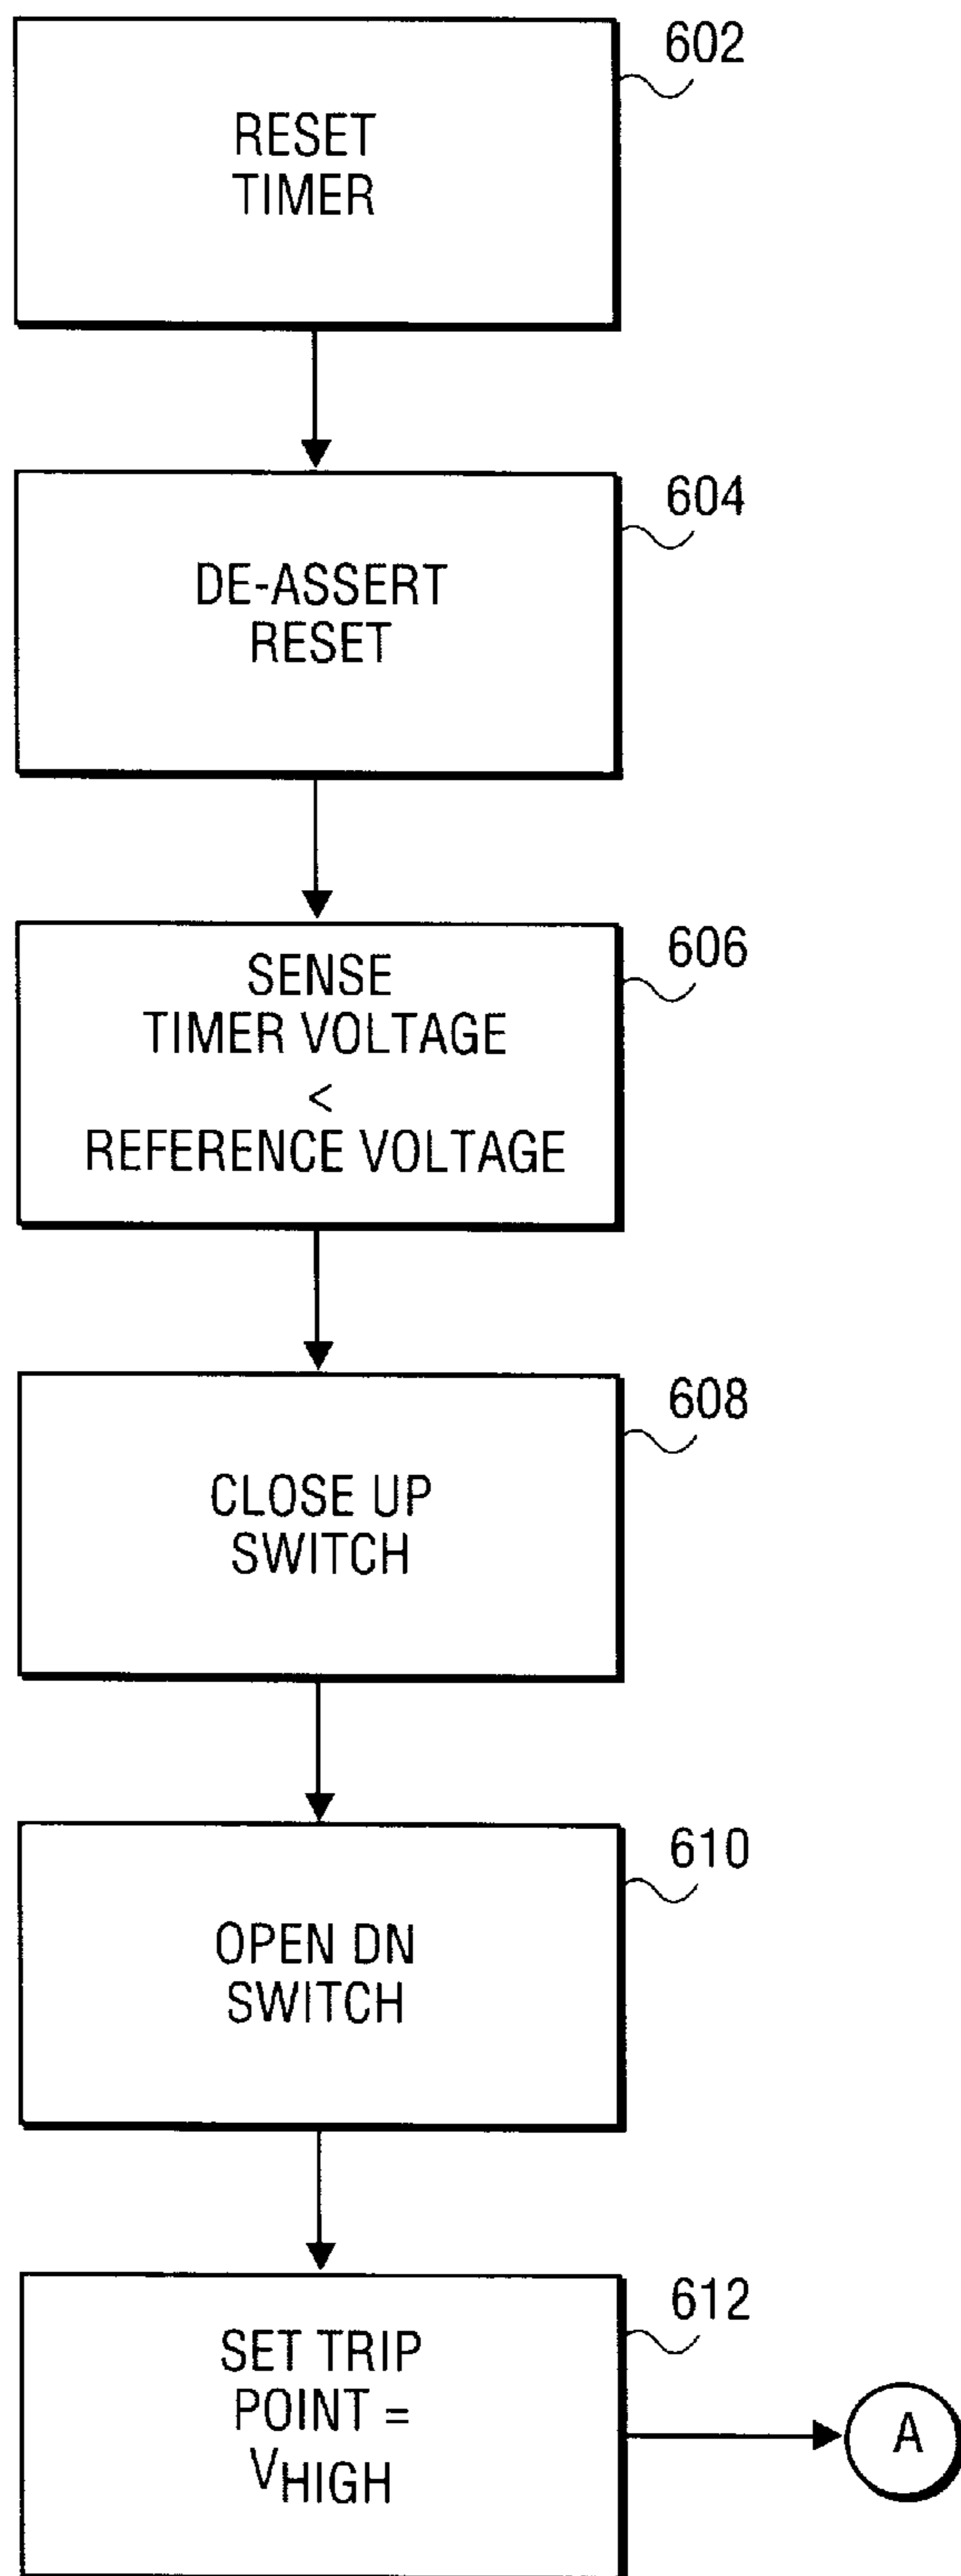 602
RESET
TIMER
604
DE-ASSERT
RESET
606
SENSE
TIMER VOLTAGE
<
REFERENCE VOLTAGE
608
CLOSE UP
SWITCH
610
OPEN DN
SWITCH
612
SET TRIP
POINT =
VHIGH
A